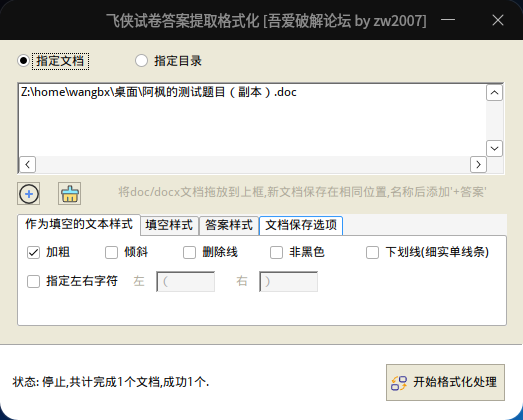 飞侠试卷答案提取格式化 [吾爱破解论坛 by zw2007]
指定文档 指定目录
Z:\home\wangbx\桌面\阿枫的测试题目（副本）.doc
将doc/docx文档拖放到上框,新文档保存在相同位置,名称后添加'+答案'
作为填空的文本样式 填空样式 答案样式 文档保存选项
加粗 倾斜 删除线 非黑色 下划线(细实单线条)
指定左右字符 左 （ 右 ）
状态: 停止,共计完成1个文档,成功1个. 开始格式化处理